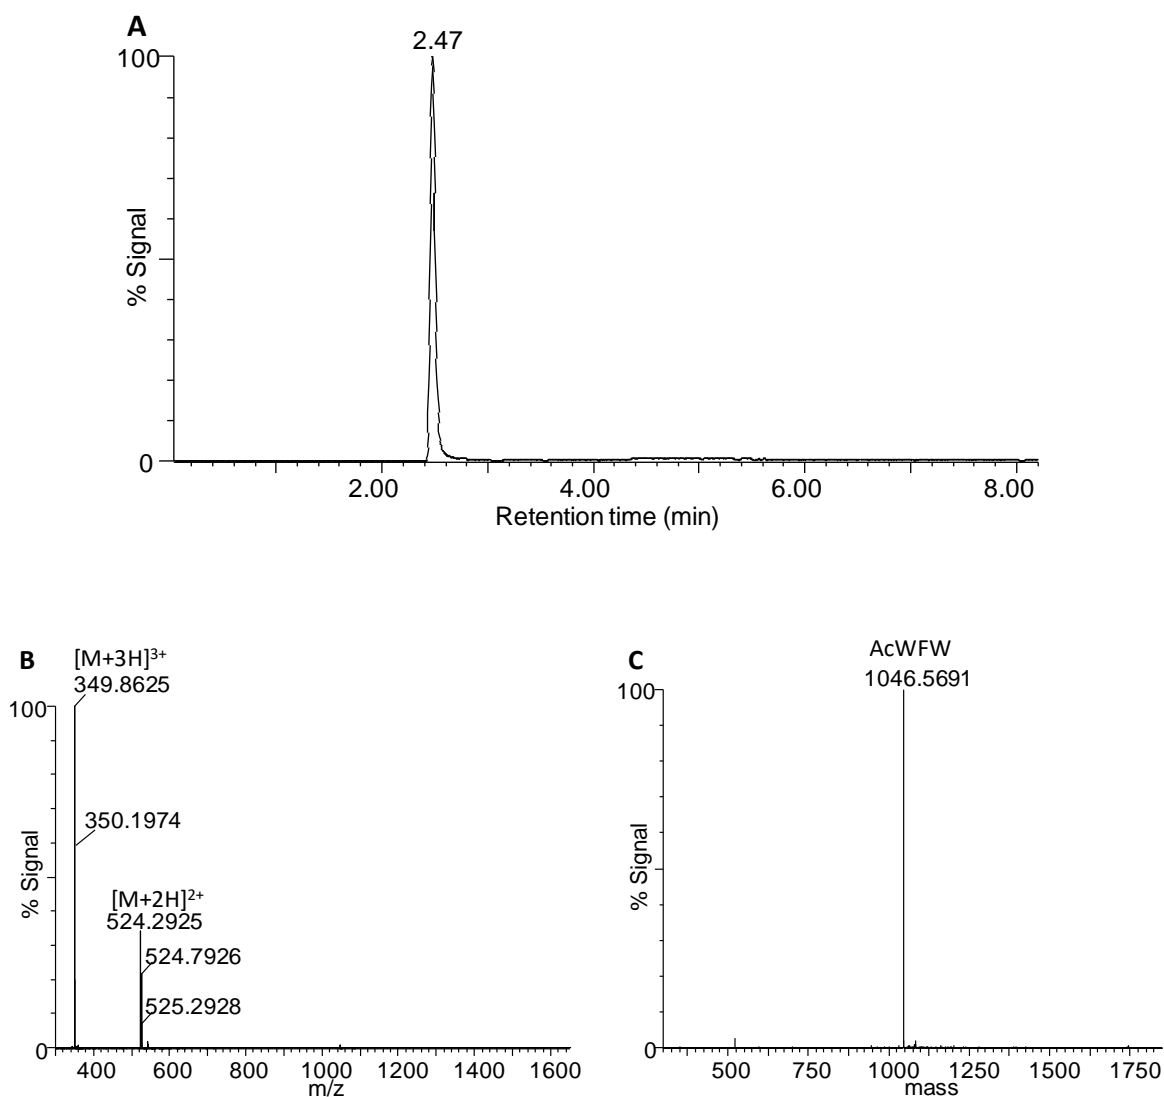 A
2.47
100
% Signal
0
2.00
4.00
6.00
8.00
Retention time (min)
B
[M+3H]3+
349.8625
100
350.1974
% Signal
[M+2H]2+
524.2925
524.7926
525.2928
0
400
600
800
1000
1200
1400
1600
m/z
C
AcWFW
1046.5691
100
% Signal
0
500
750
1000
1250
1500
1750
mass